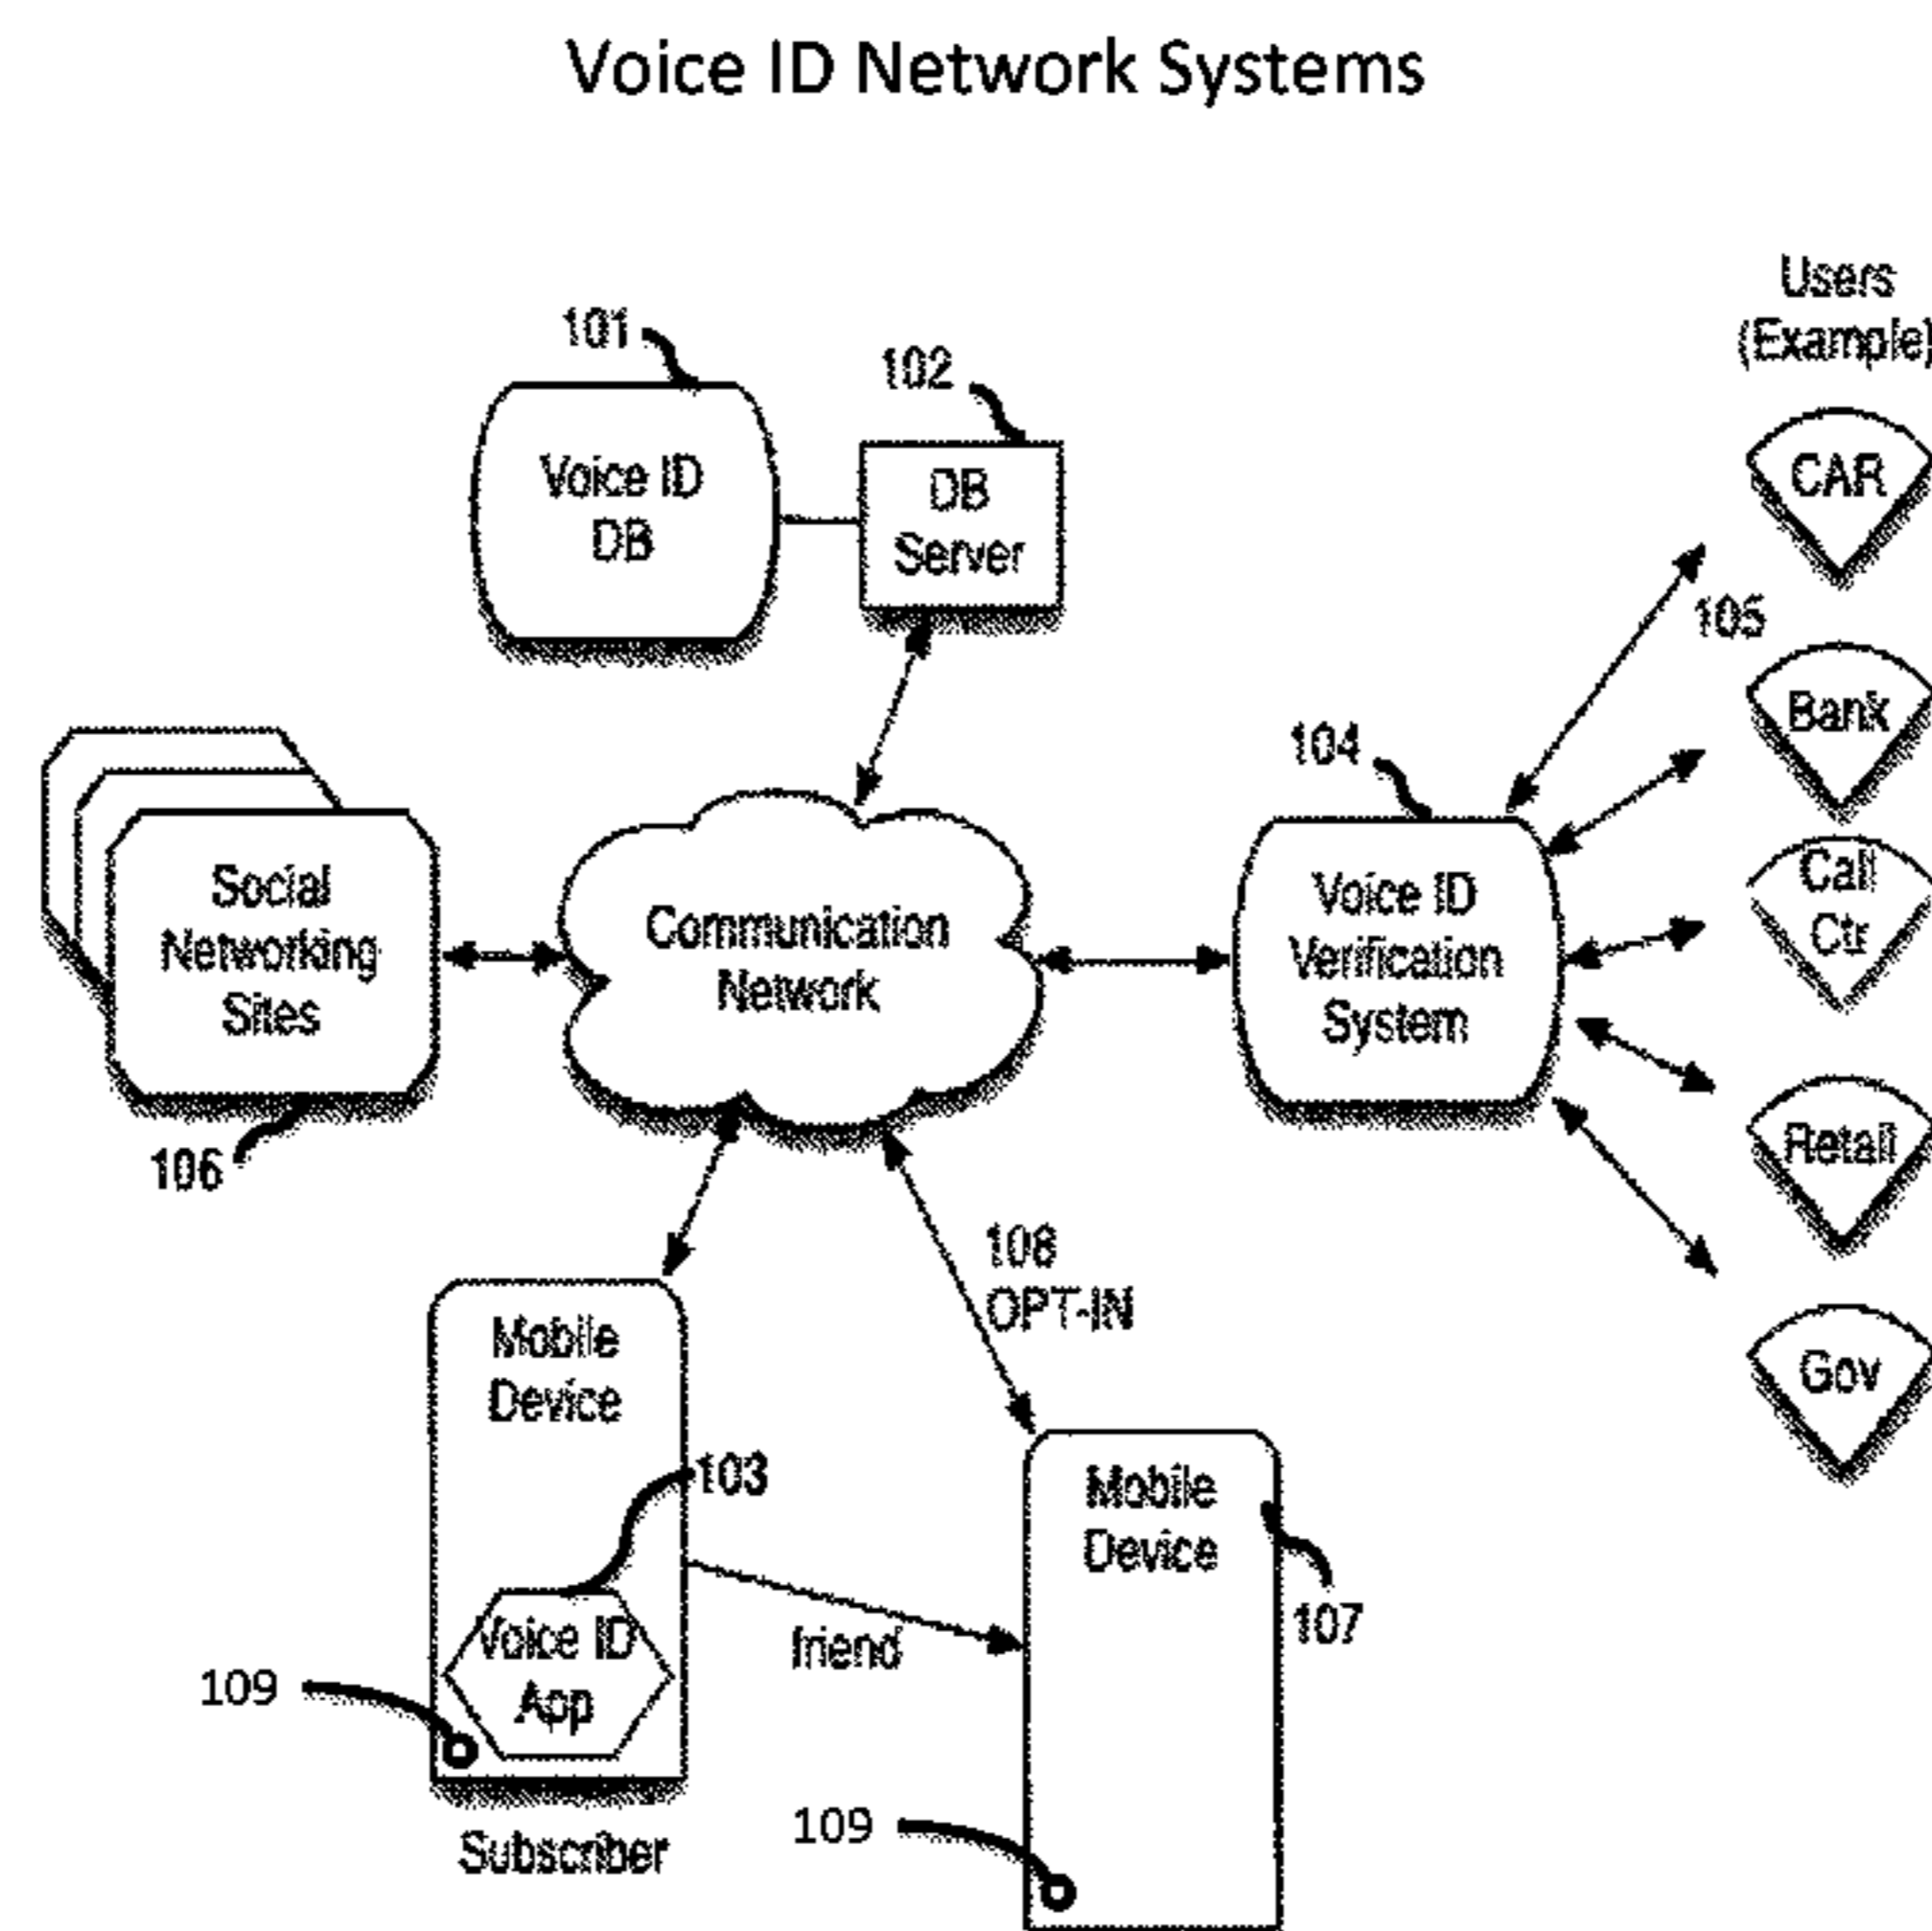 Voice ID Network Systems
Users
(Example)
101
102
Voice ID
DB
DB
Server
CAR
105
Bank
104
Call
Ctr
Social
Networking
Sites
Communication
Network
Voice ID
Verification
System
106
Retail
108
OPT-IN
Gov
Mobile
Device
103
Mobile
Device
107
friend
Voice ID
App
109
Subscriber
109